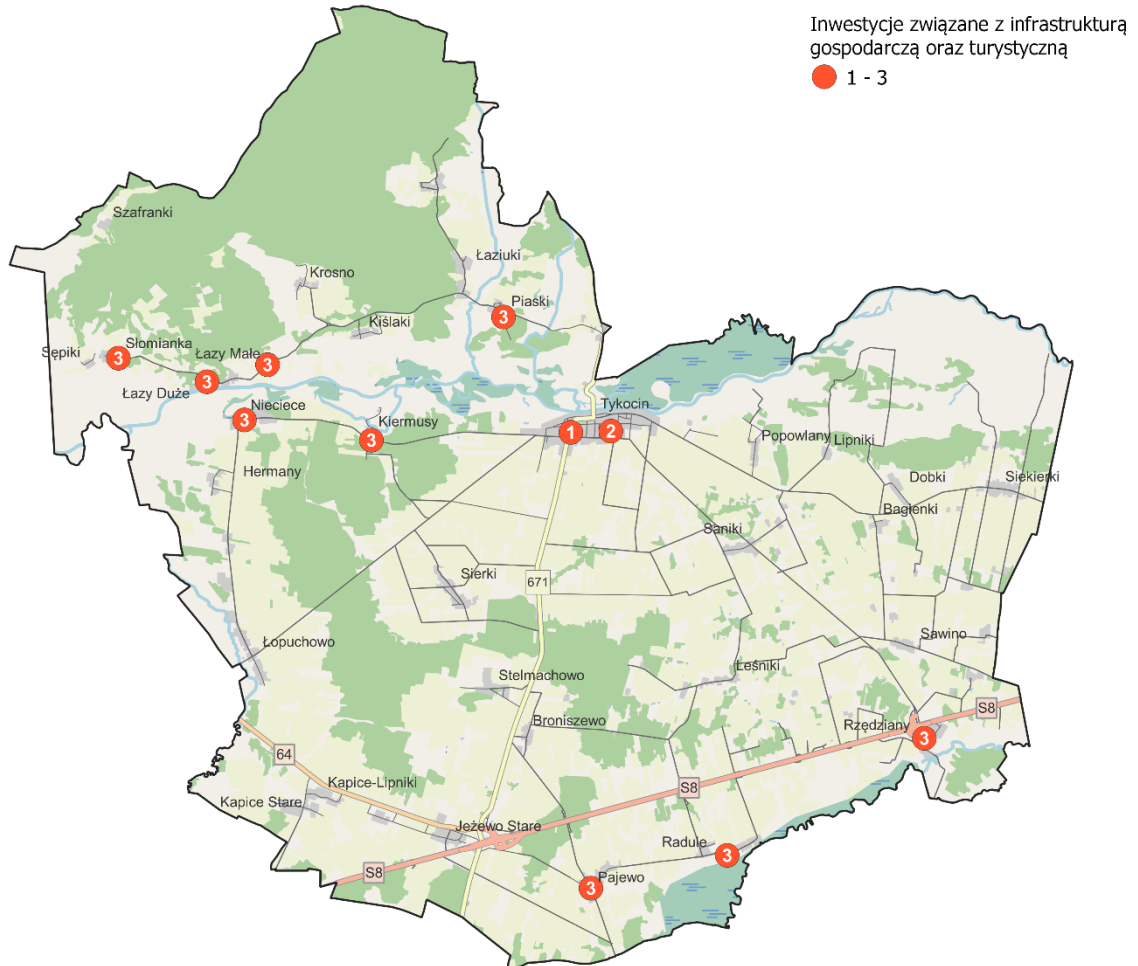 Inwestycje związane z infrastrukturą
gospodarczą oraz turystyczną
1 - 3
Szafranki
Łaziuki
Krosno
Piaski
3
Kiślaki
Sępiki
Słomianka
3
Łazy Małe
3
3
Łazy Duże
Nieciece
3
Kiermusy
3
Tykocin
1
2
Popowlany
Lipniki
Hermany
Dobki
Siekierki
Bagienki
Saniki
Sierki
671
Łopuchowo
Sawino
Leśniki
Stelmachowo
Broniszewo
Rzędziany
S8
3
64
Kapice-Lipniki
S8
Kapice Stare
Jeżewo Stare
Radule
3
S8
Pajewo
3